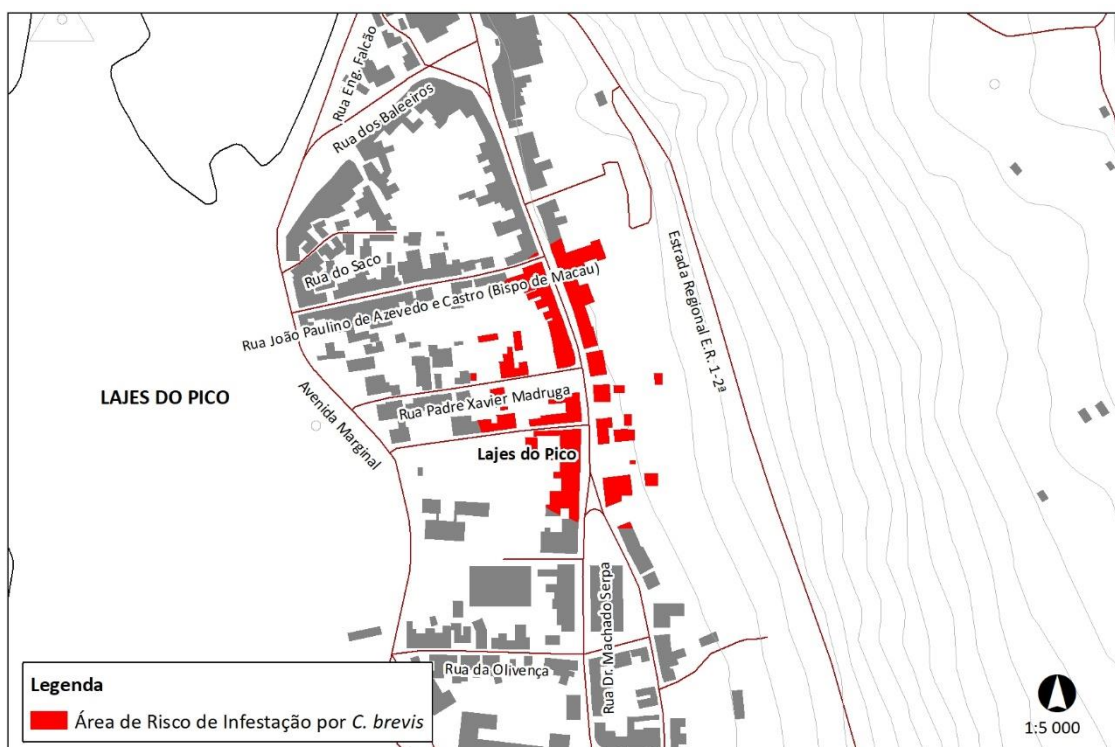 Rua Eng. Falcão
Rua dos Baleeiros
Rua do Saco
Estrada Regional E.R. 1-2ª
Rua João Paulino de Azevedo e Castro (Bispo de Macau)
LAJES DO PICO
Avenida Marginal
Rua Padre Xavier Madruga
Lajes do Pico
Rua Dr. Machado Serpa
Rua da Olivença
Legenda
Área de Risco de Infestação por C. brevis
1:5 000